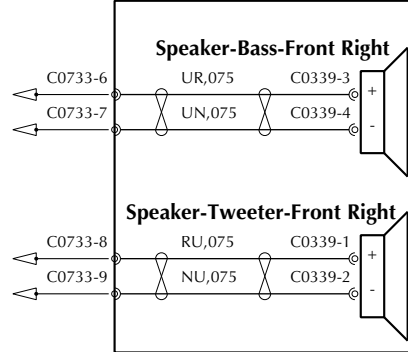 Speaker-Bass-Front Right
C0733-6 UR,075 C0339-3
+
C0733-7 UN,075 C0339-4
-
Speaker-Tweeter-Front Right
C0733-8 RU,075 C0339-1
+
C0733-9 NU,075 C0339-2
-